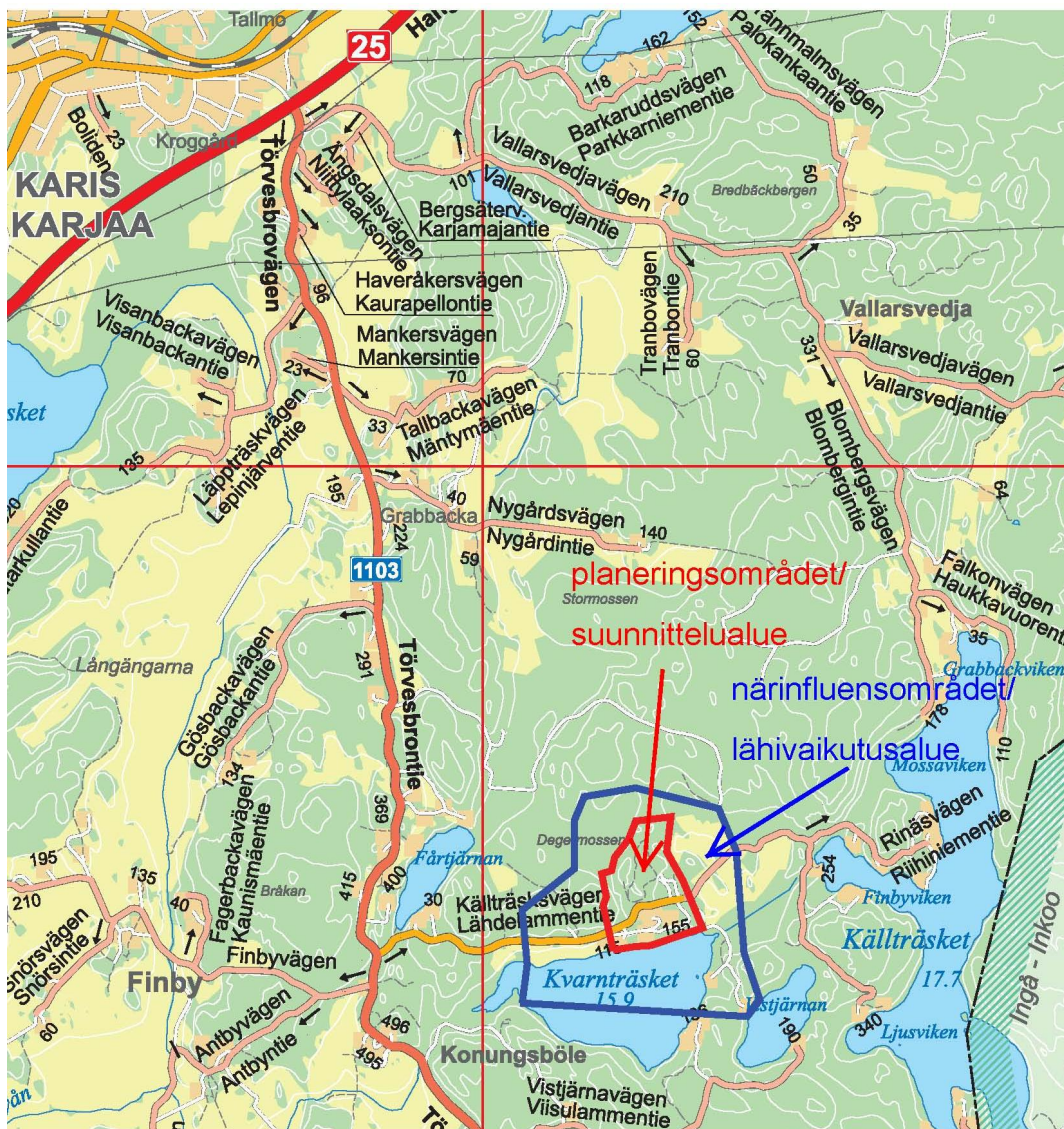 Tallmo
25
152
162
118
Barkaruddsvägen
Parkkarniementie
Palokankaantie
Boliden
23
Kroggård
KARIS
KARJAA
Törvesbrovägen
Ängsdalsvägen
Niittylaaksontie
101
Vallarsvedjavägen
Vallarsvedjantie
210
Bredbäckbergen
50
35
Bergsäterv.
Karjamajantie
Haveråkersvägen
Kaurapellontie
96
Mankersvägen
Mankersintie
Tranbovägen
Tranbontie
60
Vallarsvedja
Visanbackavägen
Visanbackantie
23
331
Vallarsvedjavägen
Vallarsvedjantie
70
33
Tallbackavägen
Mäntymäentie
Läppträskvägen
Lepinjärventie
135
Blombergsvägen
Blombergintie
64
195
40
Grabbacka
224
59
Nygårdsvägen
Nygårdintie
140
1103
Stormossen
planeringsområdet/
suunnittelualue
Falkonvägen
35
Grabbackviken
Långängarna
Gösbackavägen
Gösbackantie
291
134
Törvesbrontie
närinfluensområdet/
lähivaikutusalue
178
110
Mossaviken
369
Degermossen
Fårtjärnan
Rinäsvägen
Riihiniementie
254
195
210
135
40
Fagerbackavägen
Kaunismäentie
Bråkan
415
400
30
Källträsksvägen
Lähdelammentie
115
155
Finbyviken
Källträsket
17.7
Snörsvägen
Snörsintie
60
Finby
Finbyvägen
Kvarnträsket
15.9
190
340
Ljusviken
Ingå - Inkoo
Antbyvägen
Antbyntie
496
495
Konungsböle
Vistjärnavägen
Viisulammentie